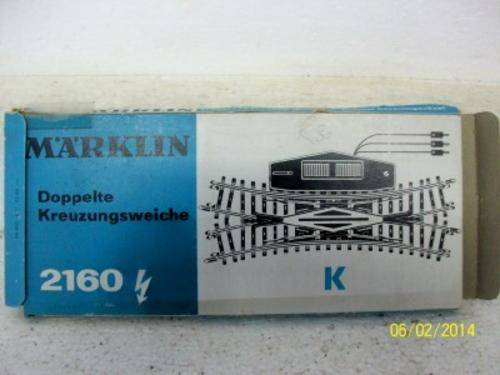 MÄRKLIN
Doppelte
Kreuzungsweiche
2160
K
06/02/2014